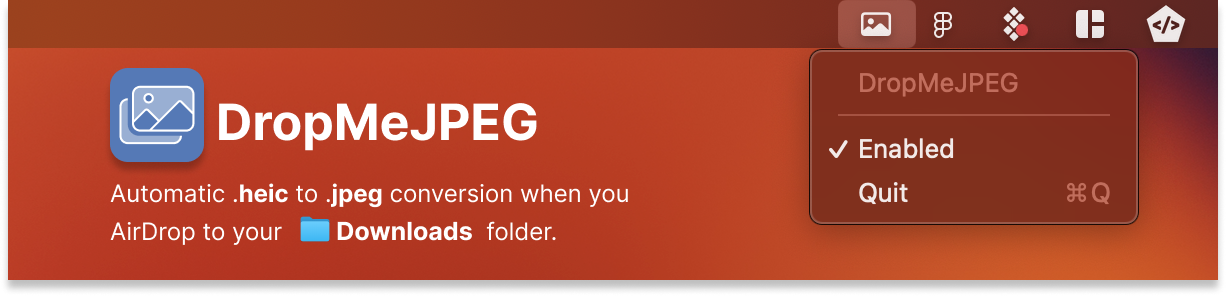 DropMeJPEG
Automatic .heic to .jpeg conversion when you
AirDrop to your Downloads folder.
DropMeJPEG
✓ Enabled
Quit ⌘Q